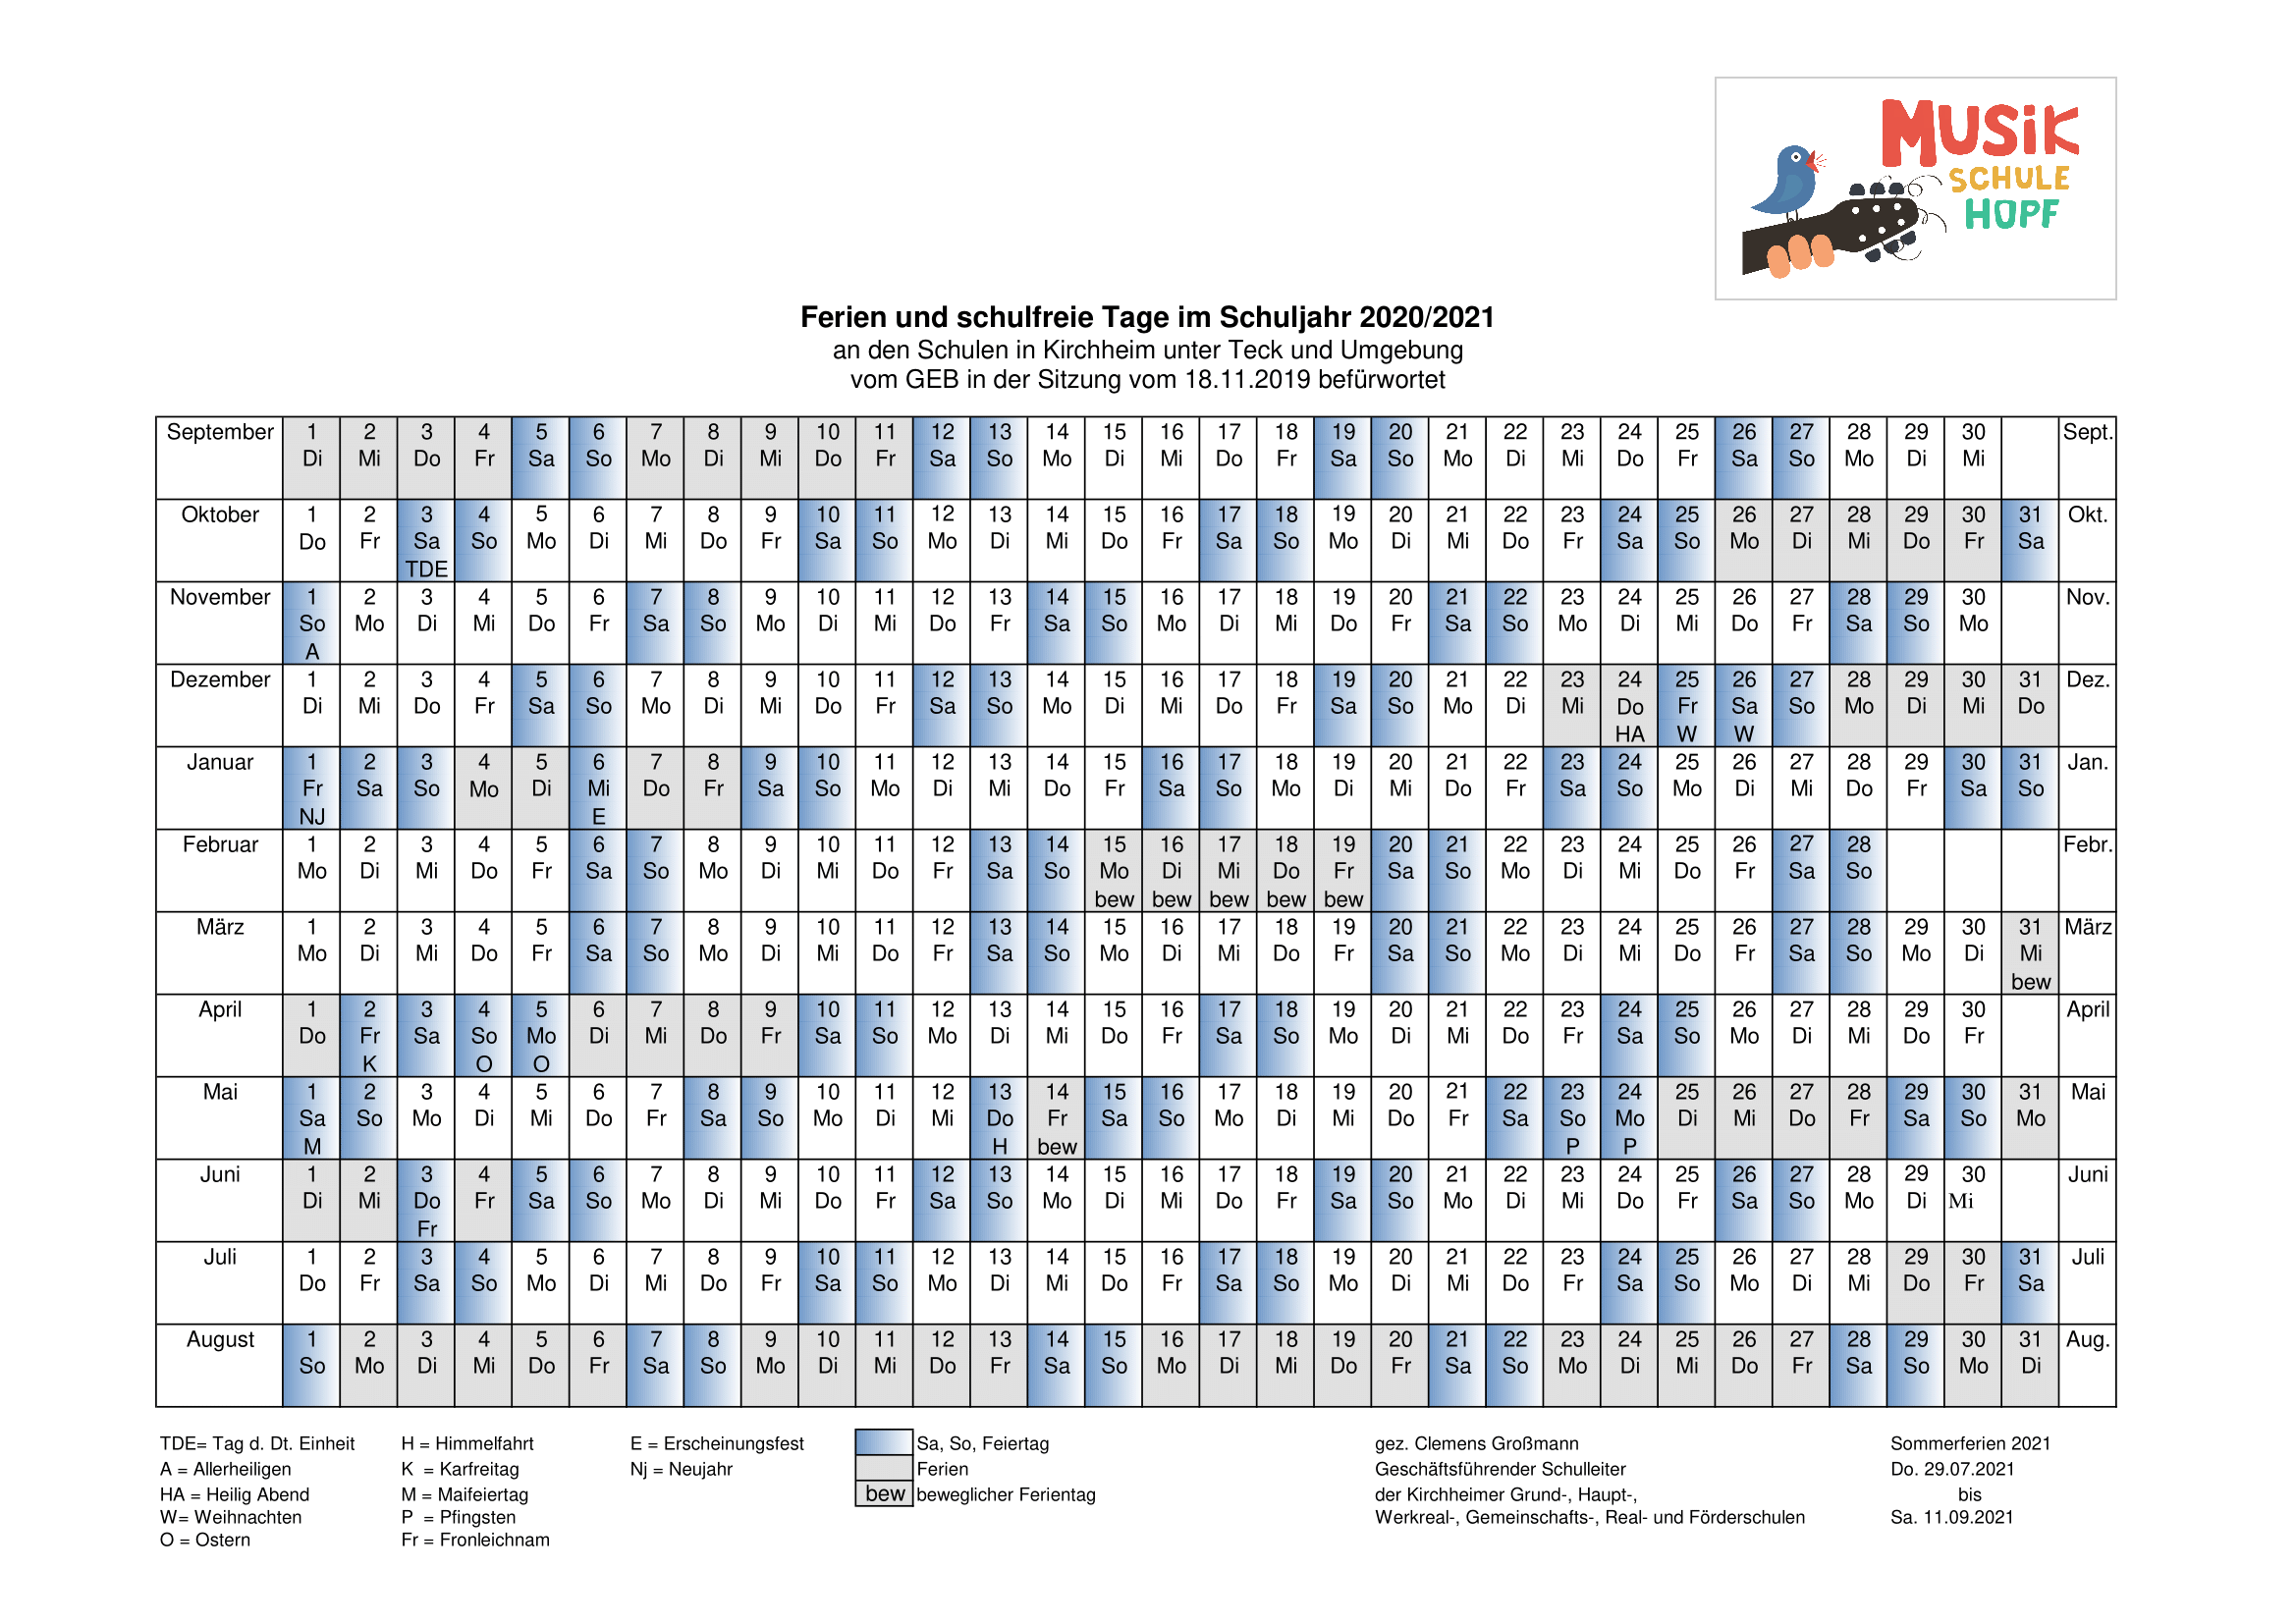 MUSiK
SCHULE
HOPF
Ferien und schulfreie Tage im Schuljahr 2020/2021
an den Schulen in Kirchheim unter Teck und Umgebung
vom GEB in der Sitzung vom 18.11.2019 befürwortet
September 1 2 3 4 5 6 7 8 9 10 11 12 13 14 15 16 17 18 19 20 21 22 23 24 25 26 27 28 29 30 Sept.
Di Mi Do Fr Sa So Mo Di Mi Do Fr Sa So Mo Di Mi Do Fr Sa So Mo Di Mi Do Fr Sa So Mo Di Mi
Oktober 1 2 3 4 5 6 7 8 9 10 11 12 13 14 15 16 17 18 19 20 21 22 23 24 25 26 27 28 29 30 31 Okt.
Do Fr Sa So Mo Di Mi Do Fr Sa So Mo Di Mi Do Fr Sa So Mo Di Mi Do Fr Sa So Mo Di Mi Do Fr Sa
TDE
November 1 2 3 4 5 6 7 8 9 10 11 12 13 14 15 16 17 18 19 20 21 22 23 24 25 26 27 28 29 30 Nov.
So Mo Di Mi Do Fr Sa So Mo Di Mi Do Fr Sa So Mo Di Mi Do Fr Sa So Mo Di Mi Do Fr Sa So Mo
A
Dezember 1 2 3 4 5 6 7 8 9 10 11 12 13 14 15 16 17 18 19 20 21 22 23 24 25 26 27 28 29 30 31 Dez.
Di Mi Do Fr Sa So Mo Di Mi Do Fr Sa So Mo Di Mi Do Fr Sa So Mo Di Mi Do Fr Sa So Mo Di Mi Do
HA W W
Januar 1 2 3 4 5 6 7 8 9 10 11 12 13 14 15 16 17 18 19 20 21 22 23 24 25 26 27 28 29 30 31 Jan.
Fr Sa So Mo Di Mi Do Fr Sa So Mo Di Mi Do Fr Sa So Mo Di Mi Do Fr Sa So Mo Di Mi Do Fr Sa So
NJ E
Februar 1 2 3 4 5 6 7 8 9 10 11 12 13 14 15 16 17 18 19 20 21 22 23 24 25 26 27 28 Febr.
Mo Di Mi Do Fr Sa So Mo Di Mi Do Fr Sa So Mo Di Mi Do Fr Sa So Mo Di Mi Do Fr Sa So
bew bew bew bew bew
März 1 2 3 4 5 6 7 8 9 10 11 12 13 14 15 16 17 18 19 20 21 22 23 24 25 26 27 28 29 30 31 März
Mo Di Mi Do Fr Sa So Mo Di Mi Do Fr Sa So Mo Di Mi Do Fr Sa So Mo Di Mi Do Fr Sa So Mo Di Mi
bew
April 1 2 3 4 5 6 7 8 9 10 11 12 13 14 15 16 17 18 19 20 21 22 23 24 25 26 27 28 29 30 April
Do Fr Sa So Mo Di Mi Do Fr Sa So Mo Di Mi Do Fr Sa So Mo Di Mi Do Fr Sa So Mo Di Mi Do Fr
K O O
Mai 1 2 3 4 5 6 7 8 9 10 11 12 13 14 15 16 17 18 19 20 21 22 23 24 25 26 27 28 29 30 31 Mai
Sa So Mo Di Mi Do Fr Sa So Mo Di Mi Do Fr Sa So Mo Di Mi Do Fr Sa So Mo Di Mi Do Fr Sa So Mo
M H bew P P
Juni 1 2 3 4 5 6 7 8 9 10 11 12 13 14 15 16 17 18 19 20 21 22 23 24 25 26 27 28 29 30 Juni
Di Mi Do Fr Sa So Mo Di Mi Do Fr Sa So Mo Di Mi Do Fr Sa So Mo Di Mi Do Fr Sa So Mo Di Mi
Fr
Juli 1 2 3 4 5 6 7 8 9 10 11 12 13 14 15 16 17 18 19 20 21 22 23 24 25 26 27 28 29 30 31 Juli
Do Fr Sa So Mo Di Mi Do Fr Sa So Mo Di Mi Do Fr Sa So Mo Di Mi Do Fr Sa So Mo Di Mi Do Fr Sa
August 1 2 3 4 5 6 7 8 9 10 11 12 13 14 15 16 17 18 19 20 21 22 23 24 25 26 27 28 29 30 31 Aug.
So Mo Di Mi Do Fr Sa So Mo Di Mi Do Fr Sa So Mo Di Mi Do Fr Sa So Mo Di Mi Do Fr Sa So Mo Di
TDE= Tag d. Dt. Einheit H = Himmelfahrt E = Erscheinungsfest Sa, So, Feiertag gez. Clemens Großmann Sommerferien 2021
A = Allerheiligen K = Karfreitag Nj = Neujahr Ferien Geschäftsführender Schulleiter Do. 29.07.2021
HA = Heilig Abend M = Maifeiertag bew beweglicher Ferientag der Kirchheimer Grund-, Haupt-, bis
W= Weihnachten P = Pfingsten Werkreal-, Gemeinschafts-, Real- und Förderschulen Sa. 11.09.2021
O = Ostern Fr = Fronleichnam